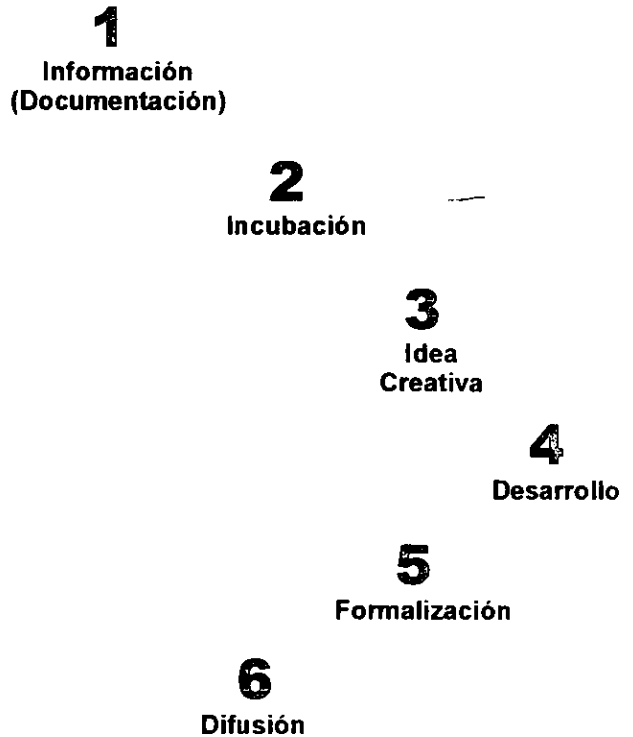 1
Información
(Documentación)
2
Incubación
3
Idea
Creativa
4
Desarrollo
5
Formalización
6
Difusión